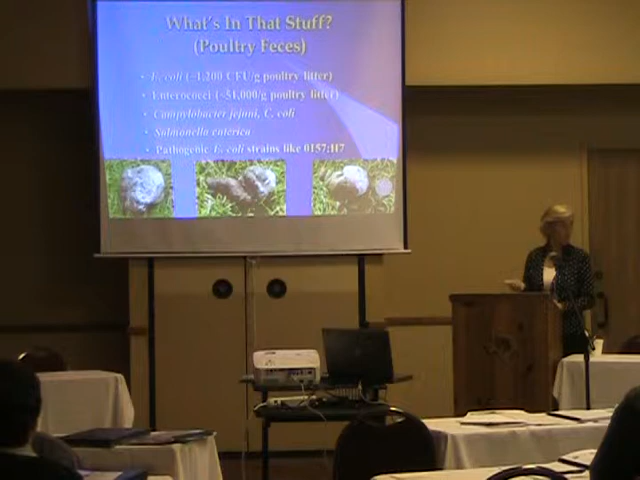 What's In That Stuff?
(Poultry Feces)
• E. coli (~1,200 CFU/g poultry litter)
• Enterococci (~51,000/g poultry litter)
• Campylobacter jejuni, C. coli
• Salmonella enterica
• Pathogenic E. coli strains like 0157:H7